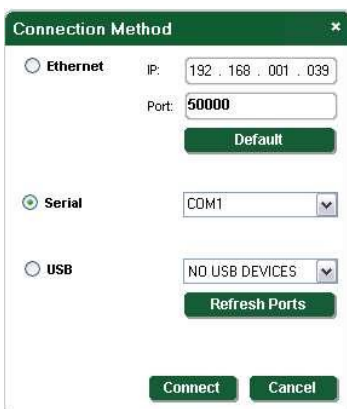 Connection Method ×
Ethernet IP: 192 . 168 . 001 . 039
Port: 50000
Default
Serial COM1
USB NO USB DEVICES
Refresh Ports
Connect Cancel